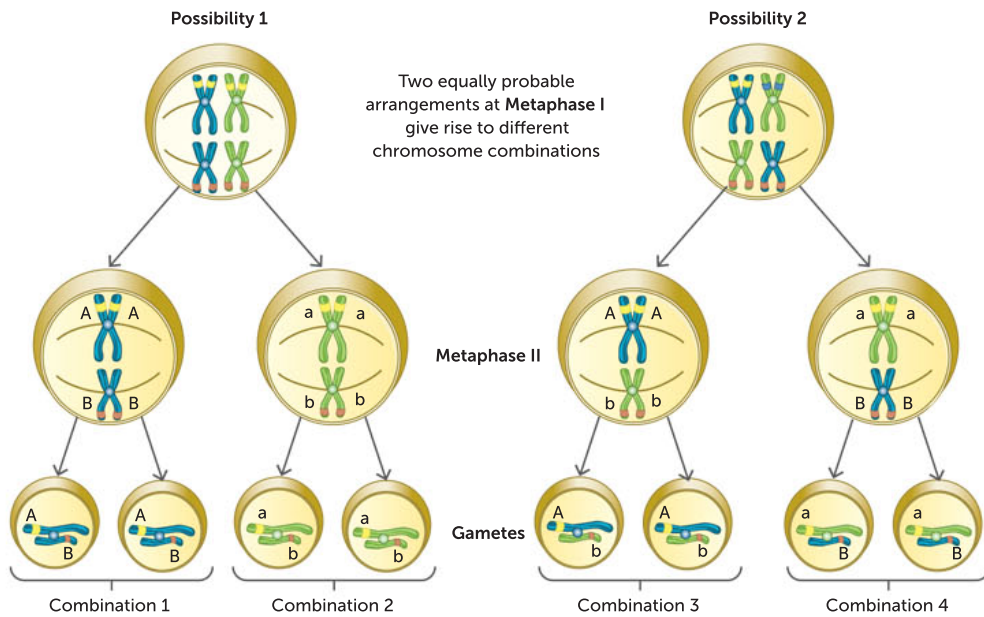 Possibility 1
Possibility 2
Two equally probable
arrangements at Metaphase I
give rise to different
chromosome combinations
A A
a a
A A
a a
Metaphase II
B B
b b
b b
B B
A
A
a
a
A
A
a
a
Gametes
B
B
b
b
b
b
B
B
Combination 1
Combination 2
Combination 3
Combination 4